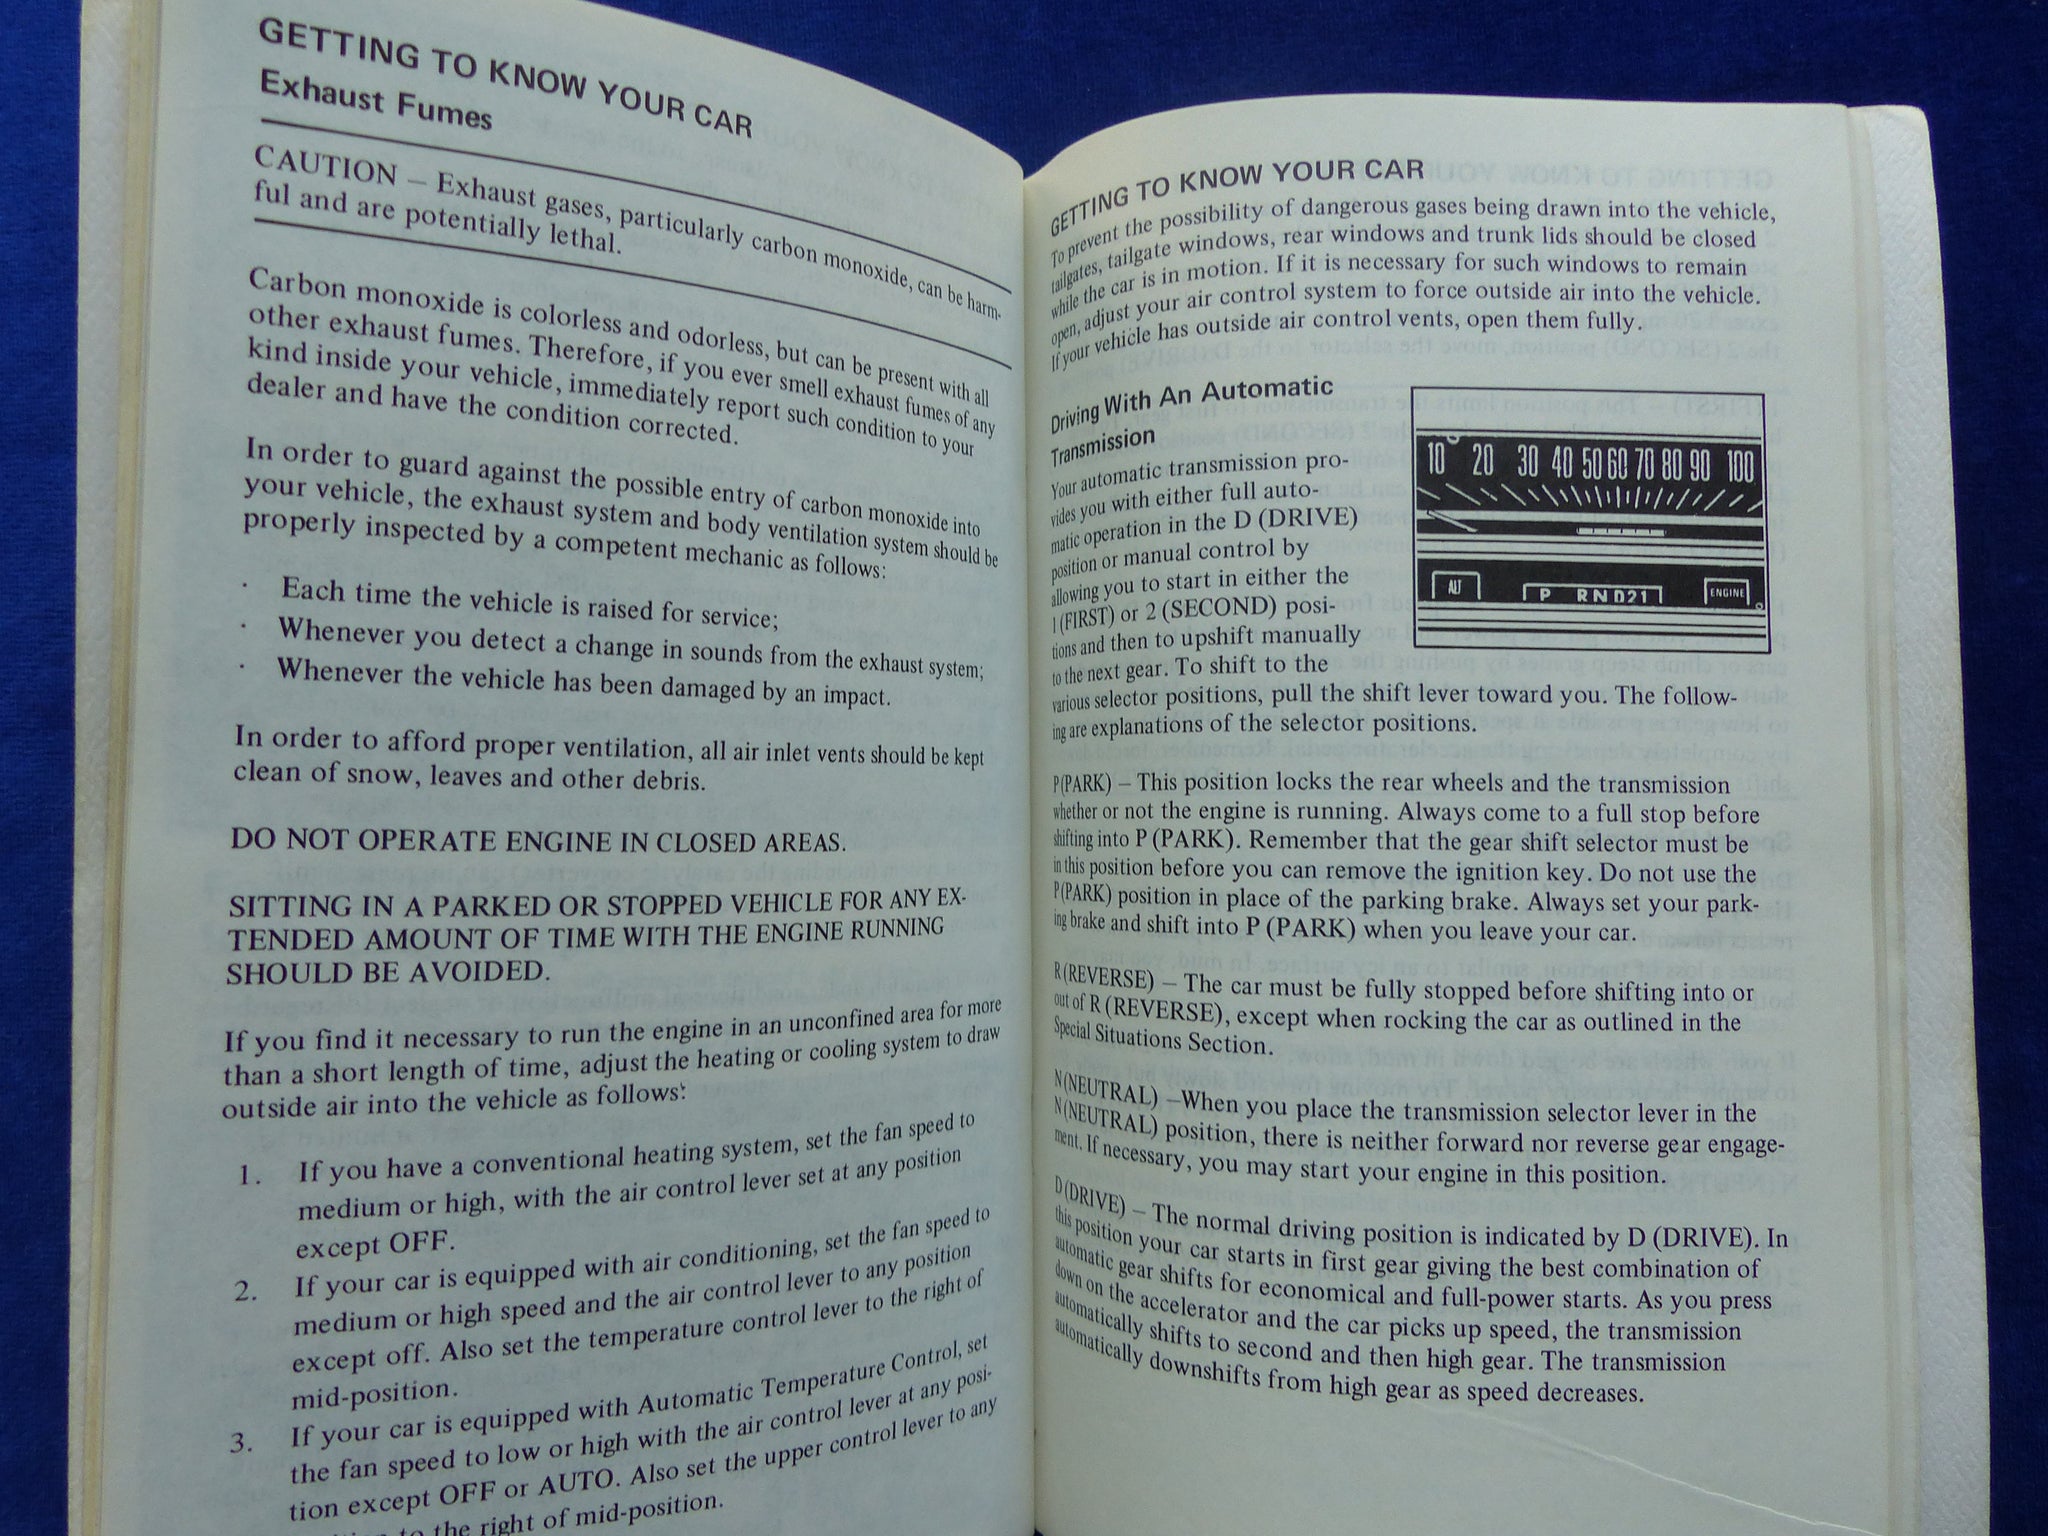 GETTING TO KNOW YOUR CAR
Exhaust Fumes
CAUTION – Exhaust gases, particularly carbon monoxide, can be harm-
ful and are potentially lethal.
Carbon monoxide is colorless and odorless, but can be present with all
other exhaust fumes. Therefore, if you ever smell exhaust fumes of any
kind inside your vehicle, immediately report such condition to your
dealer and have the condition corrected.
In order to guard against the possible entry of carbon monoxide into
your vehicle, the exhaust system and body ventilation system should be
properly inspected by a competent mechanic as follows:
· Each time the vehicle is raised for service;
· Whenever you detect a change in sounds from the exhaust system;
· Whenever the vehicle has been damaged by an impact.
In order to afford proper ventilation, all air inlet vents should be kept
clean of snow, leaves and other debris.
DO NOT OPERATE ENGINE IN CLOSED AREAS.
SITTING IN A PARKED OR STOPPED VEHICLE FOR ANY EX-
TENDED AMOUNT OF TIME WITH THE ENGINE RUNNING
SHOULD BE AVOIDED.
If you find it necessary to run the engine in an unconfined area for more
than a short length of time, adjust the heating or cooling system to draw
outside air into the vehicle as follows:
1. If you have a conventional heating system, set the fan speed to
medium or high, with the air control lever set at any position
except OFF.
2. If your car is equipped with air conditioning, set the fan speed to
medium or high speed and the air control lever to any position
except off. Also set the temperature control lever to the right of
mid-position.
3. If your car is equipped with Automatic Temperature Control, set
the fan speed to low or high with the air control lever at any posi-
tion except OFF or AUTO. Also set the upper control lever to any
to the right of mid-position.
GETTING TO KNOW YOUR CAR
To prevent the possibility of dangerous gases being drawn into the vehicle,
tailgates, tailgate windows, rear windows and trunk lids should be closed
while the car is in motion. If it is necessary for such windows to remain
open, adjust your air control system to force outside air into the vehicle.
If your vehicle has outside air control vents, open them fully.
Driving With An Automatic
Transmission
Your automatic transmission pro-
vides you with either full auto-
matic operation in the D (DRIVE)
position or manual control by
allowing you to start in either the
1 (FIRST) or 2 (SECOND) posi-
tions and then to upshift manually
to the next gear. To shift to the
various selector positions, pull the shift lever toward you. The follow-
ing are explanations of the selector positions.
10 20 30 40 50 60 70 80 90 100
ALT P R N D 2 1 ENGINE
P (PARK) – This position locks the rear wheels and the transmission
whether or not the engine is running. Always come to a full stop before
shifting into P (PARK). Remember that the gear shift selector must be
in this position before you can remove the ignition key. Do not use the
P (PARK) position in place of the parking brake. Always set your park-
ing brake and shift into P (PARK) when you leave your car.
R (REVERSE) – The car must be fully stopped before shifting into or
out of R (REVERSE), except when rocking the car as outlined in the
Special Situations Section.
N (NEUTRAL) –When you place the transmission selector lever in the
N (NEUTRAL) position, there is neither forward nor reverse gear engage-
ment. If necessary, you may start your engine in this position.
D (DRIVE) – The normal driving position is indicated by D (DRIVE). In
this position your car starts in first gear giving the best combination of
automatic gear shifts for economical and full-power starts. As you press
down on the accelerator and the car picks up speed, the transmission
automatically shifts to second and then high gear. The transmission
automatically downshifts from high gear as speed decreases.